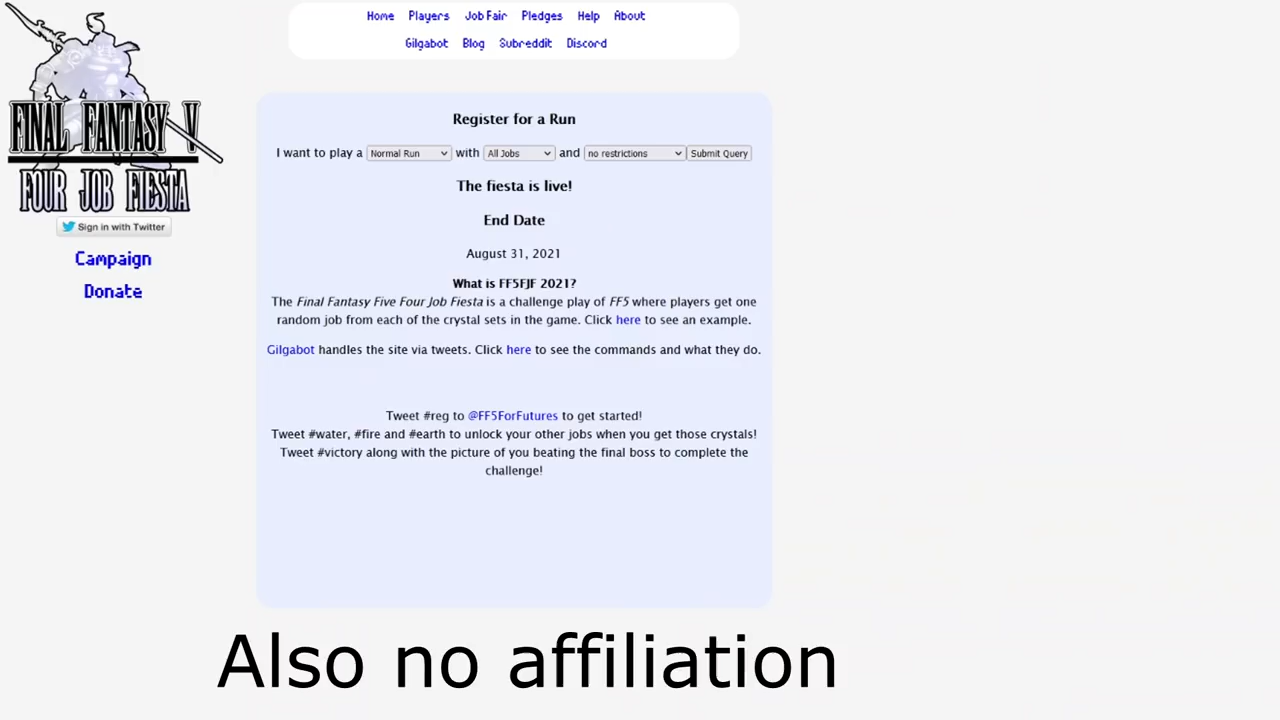 Home Players Job Fair Pledges Help About
Gilgabot Blog Subreddit Discord
FINAL FANTASY V
FOUR JOB FIESTA
Sign in with Twitter
Campaign
Donate
Register for a Run
I want to play a Normal Run with All Jobs and no restrictions Submit Query
The fiesta is live!
End Date
August 31, 2021
What is FF5FJF 2021?
The Final Fantasy Five Four Job Fiesta is a challenge play of FF5 where players get one
random job from each of the crystal sets in the game. Click here to see an example.
Gilgabot handles the site via tweets. Click here to see the commands and what they do.
Tweet #reg to @FF5ForFutures to get started!
Tweet #water, #fire and #earth to unlock your other jobs when you get those crystals!
Tweet #victory along with the picture of you beating the final boss to complete the
challenge!
Also no affiliation